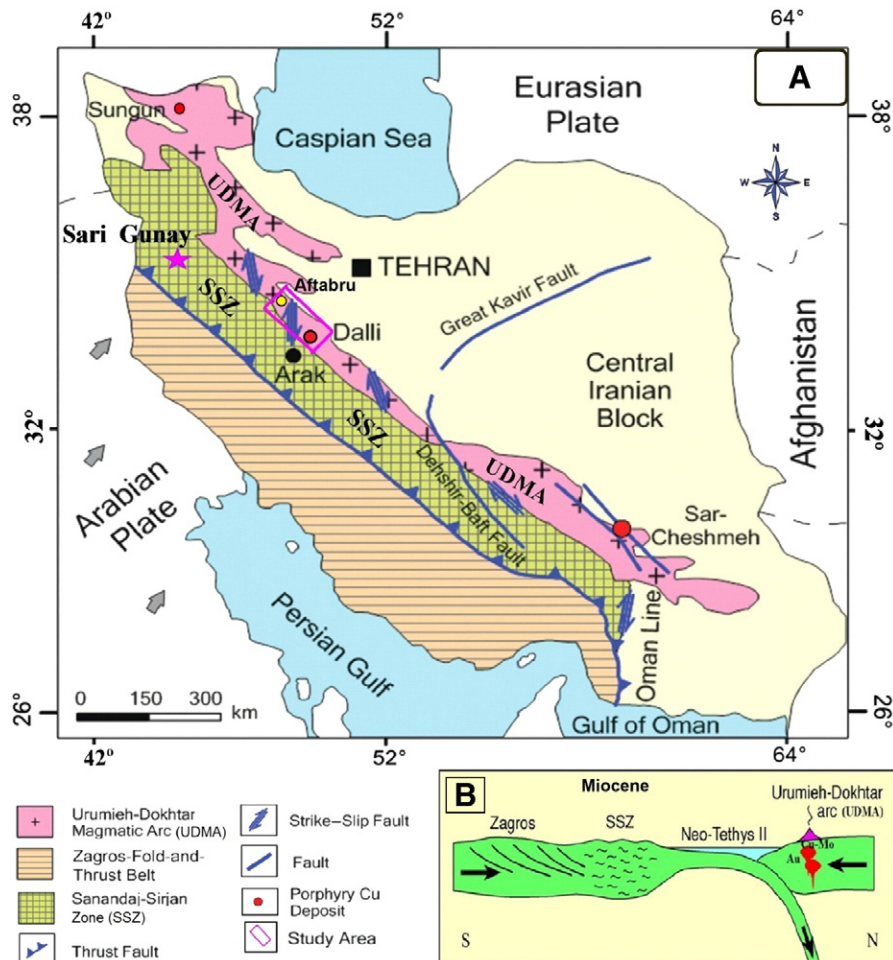 42°
52°
64°
A
38°
38°
Sungun
Caspian Sea
Eurasian
Plate
N
W
E
S
UDMA
Sari Gunay
TEHRAN
Aftabru
SSZ
Great Kavir Fault
Dalli
Arak
Central
Iranian
Block
Afghanistan
32°
32°
SSZ
Dehshir-Baft Fault
UDMA
Arabian
Plate
Sar-
Cheshmeh
Persian Gulf
Oman Line
0 150 300
km
26°
26°
Gulf of Oman
42°
52°
64°
Urumieh-Dokhtar
Magmatic Arc (UDMA)
Zagros-Fold-and-
Thrust Belt
Sanandaj-Sirjan
Zone (SSZ)
Thrust Fault
Strike–Slip Fault
Fault
Porphyry Cu
Deposit
Study Area
B
Miocene
Urumieh-Dokhtar
arc (UDMA)
Zagros
SSZ
Neo-Tethys II
Cu-Mo
Au
S
N